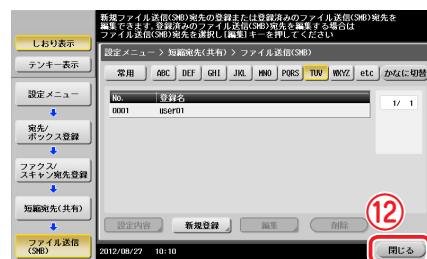 新規ファイル(SMB)宛先の登録または登録済みのファイル送信(SMB)宛先を
編集できます。登録済みのファイル送信(SMB)宛先を編集する場合は
ファイル送信(SMB)宛先を選択し[編集]キーを押してください
しおり表示
設定メニュー > 短縮宛先(共有) > ファイル送信(SMB)
テンキー表示
常用 ABC DEF GHI JKL MNO PQRS TUV WXYZ etc かなに切替
設定メニュー
No. 登録名
1/ 1
0001 user01
宛先/
ボックス登録
ファクス/
スキャン宛先登録
短縮宛先(共有)
⑫
設定内容 新規登録 編集 削除
ファイル送信
(SMB)
2012/08/27 10:10
閉じる